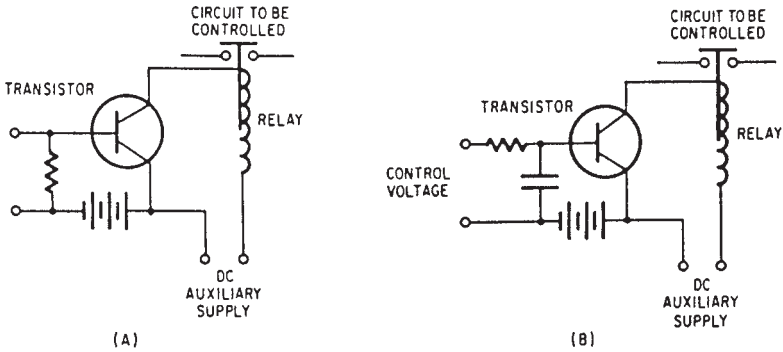 CIRCUIT TO BE
CONTROLLED
TRANSISTOR
RELAY
DC
AUXILIARY
SUPPLY
(A)
CIRCUIT TO BE
CONTROLLED
TRANSISTOR
RELAY
CONTROL
VOLTAGE
DC
AUXILIARY
SUPPLY
(B)